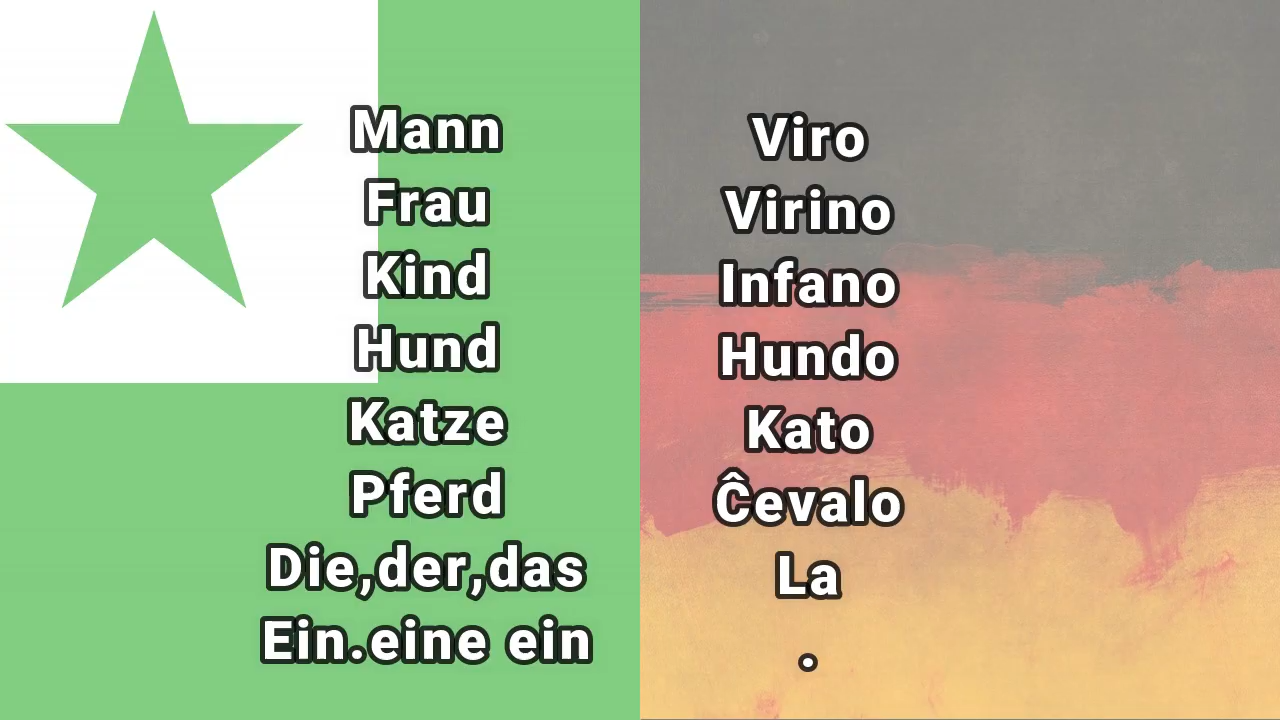 Mann
Frau
Kind
Hund
Katze
Pferd
Die,der,das
Ein.eine ein
Viro
Virino
Infano
Hundo
Kato
Ĉevalo
La
.